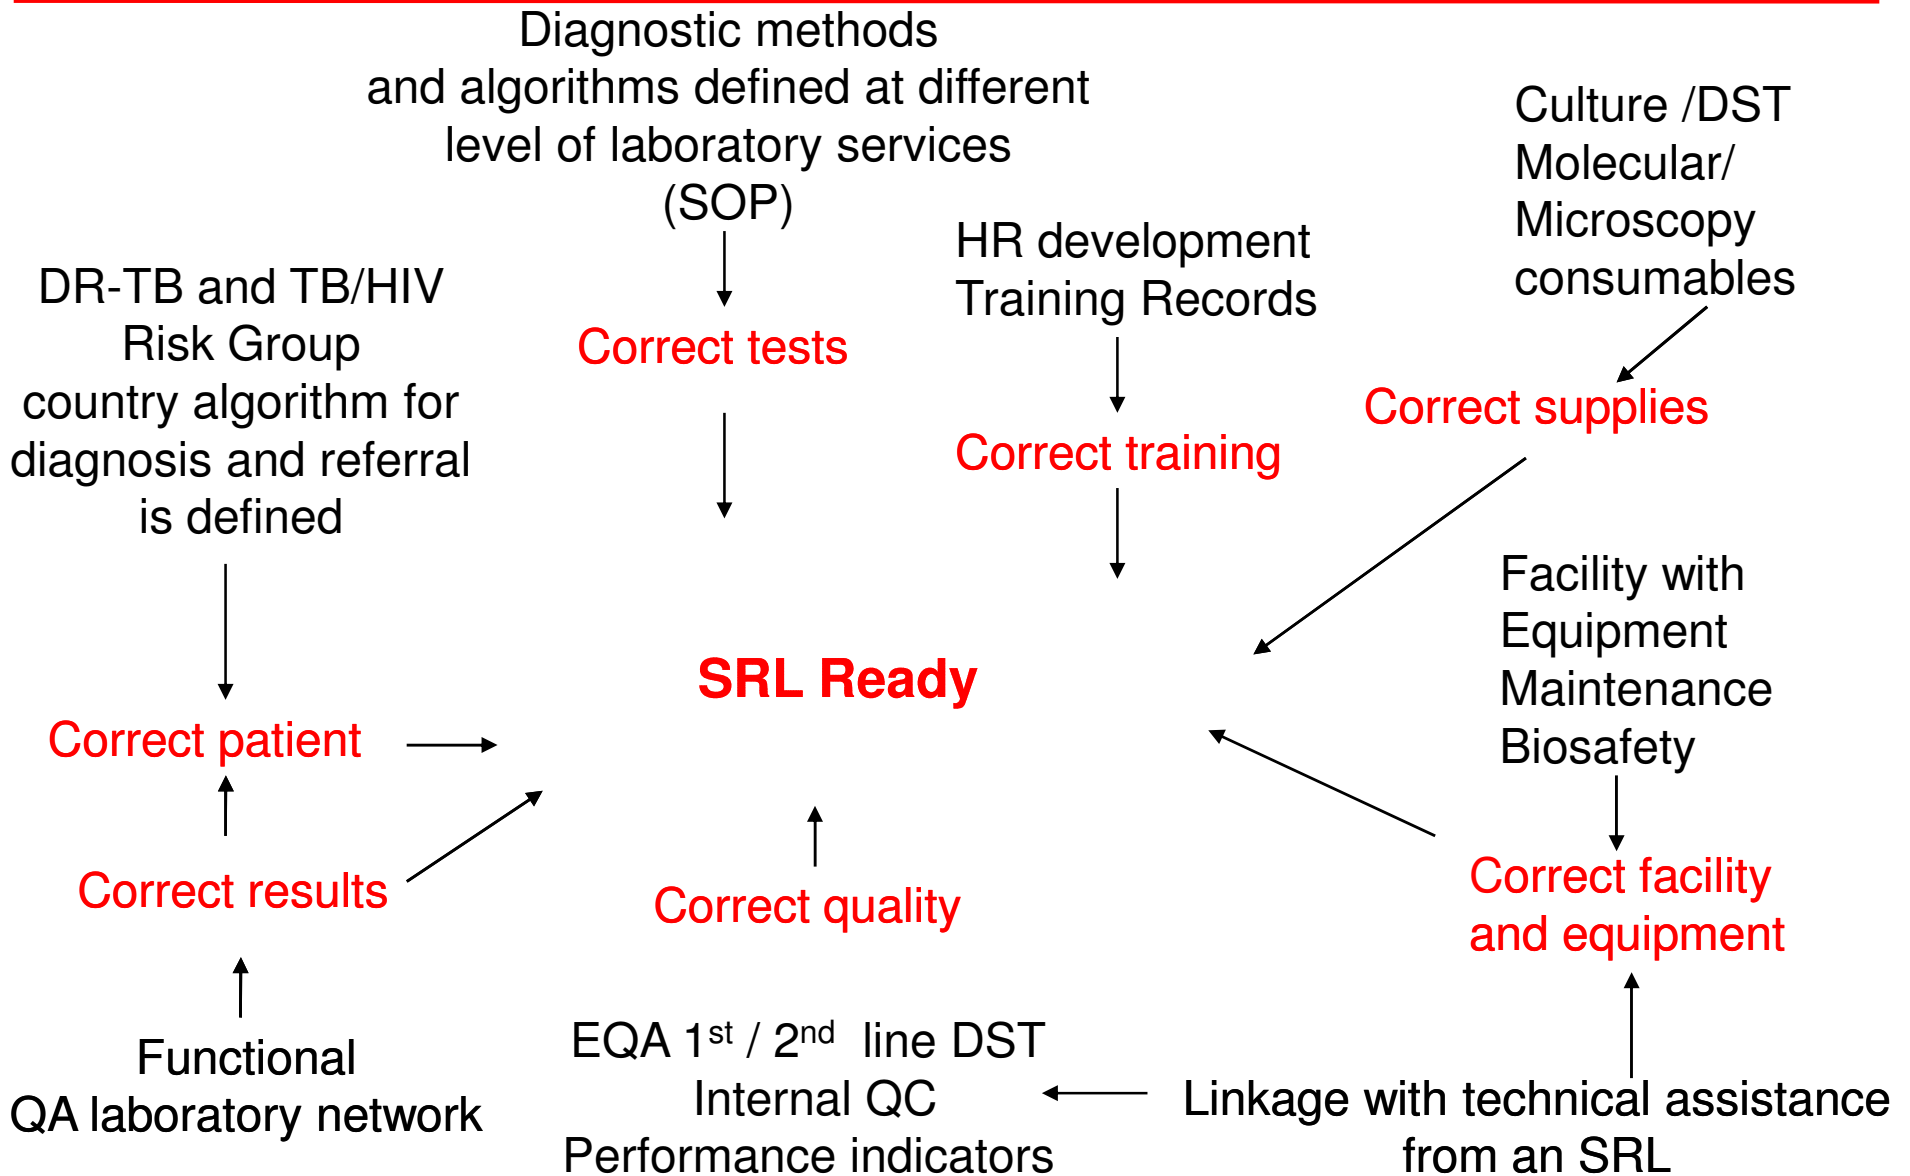 Diagnostic methods
and algorithms defined at different
level of laboratory services
(SOP)
Correct tests
HR development
Training Records
Correct training
Culture /DST
Molecular/
Microscopy
consumables
Correct supplies
DR-TB and TB/HIV
Risk Group
country algorithm for
diagnosis and referral
is defined
Correct patient
SRL Ready
Facility with
Equipment
Maintenance
Biosafety
Correct facility
and equipment
Correct results
Correct quality
Functional
QA laboratory network
EQA 1st / 2nd line DST
Internal QC
Performance indicators
Linkage with technical assistance
from an SRL